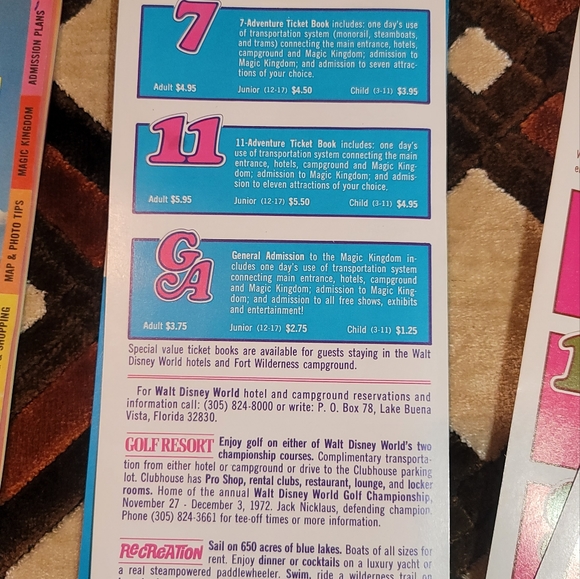 7
7-Adventure Ticket Book includes: one day's use
of transportation system (monorail, steamboats,
and trams) connecting the main entrance, hotels,
campground and Magic Kingdom; admission to
Magic Kingdom; and admission to seven attrac-
tions of your choice.
Adult $4.95 Junior (12-17) $4.50 Child (3-11) $3.95
11
11-Adventure Ticket Book includes: one day's
use of transportation system connecting the main
entrance, hotels, campground and Magic King-
dom; admission to Magic Kingdom; and admis-
sion to eleven attractions of your choice.
Adult $5.95 Junior (12-17) $5.50 Child (3-11) $4.95
GA
General Admission to the Magic Kingdom in-
cludes one day's use of transportation system
connecting main entrance, hotels, campground
and Magic Kingdom; admission to Magic King-
dom; and admission to all free shows, exhibits
and entertainment!
Adult $3.75 Junior (12-17) $2.75 Child (3-11) $1.25
Special value ticket books are available for guests staying in the Walt
Disney World hotels and Fort Wilderness campground.
For Walt Disney World hotel and campground reservations and
information call: (305) 824-8000 or write: P. O. Box 78, Lake Buena
Vista, Florida 32830.
GOLF RESORT Enjoy golf on either of Walt Disney World's two
championship courses. Complimentary transporta-
tion from either hotel or campground or drive to the Clubhouse parking
lot. Clubhouse has Pro Shop, rental clubs, restaurant, lounge, and locker
rooms. Home of the annual Walt Disney World Golf Championship,
November 27 - December 3, 1972. Jack Nicklaus, defending champion.
Phone (305) 824-3661 for tee-off times or more information.
RECREATION Sail on 650 acres of blue lakes. Boats of all sizes for
rent. Enjoy dinner or cocktails on a luxury yacht or
a real steampowered paddlewheeler. Swim, ride a wilderness trail on
ADMISSION PLANS
MAGIC KINGDOM
MAP & PHOTO TIPS
& SHOPPING